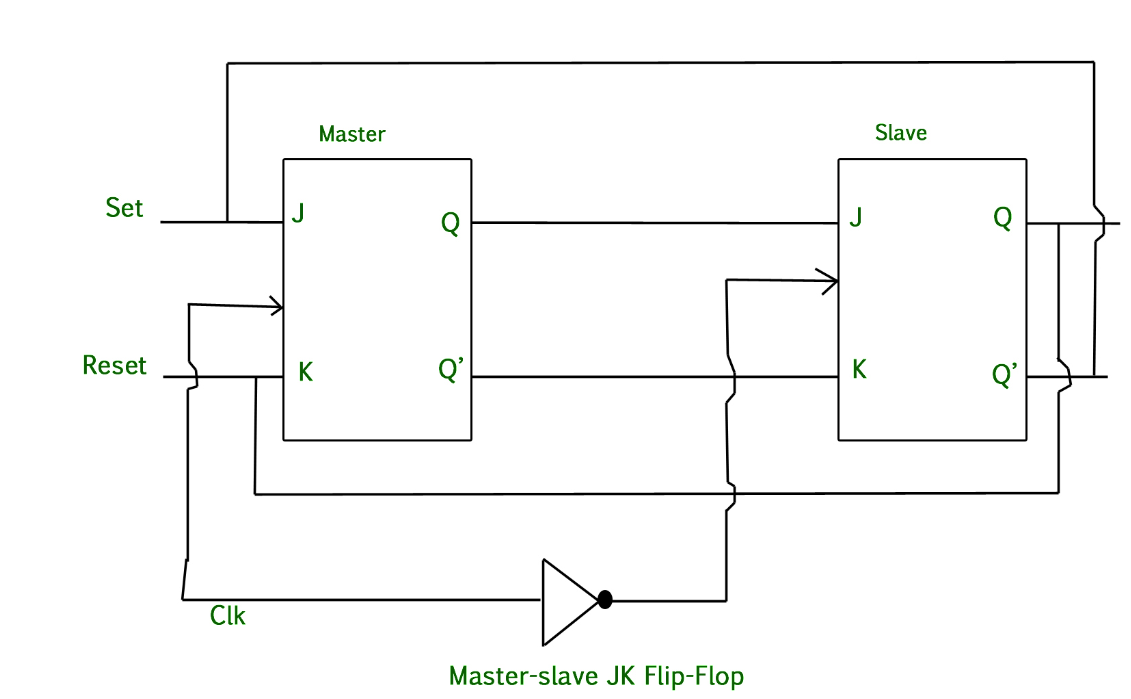 Master
Slave
Set
J
Q
J
Q
Reset
K
Q’
K
Q’
Clk
Master-slave JK Flip-Flop